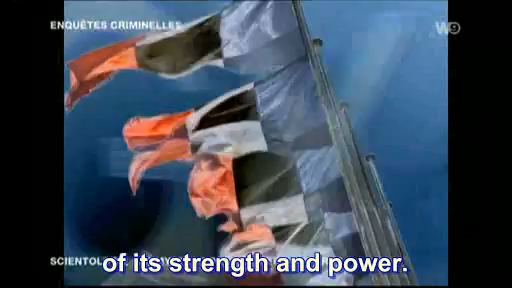 ENQUÊTES CRIMINELLES
W9
of its strength and power.